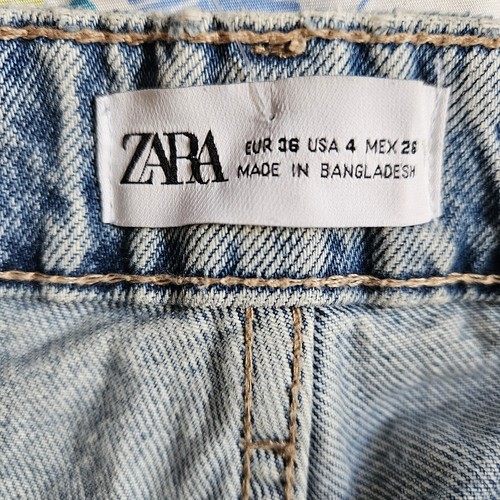 ZARA
EUR 36 USA 4 MEX 26
MADE IN BANGLADESH